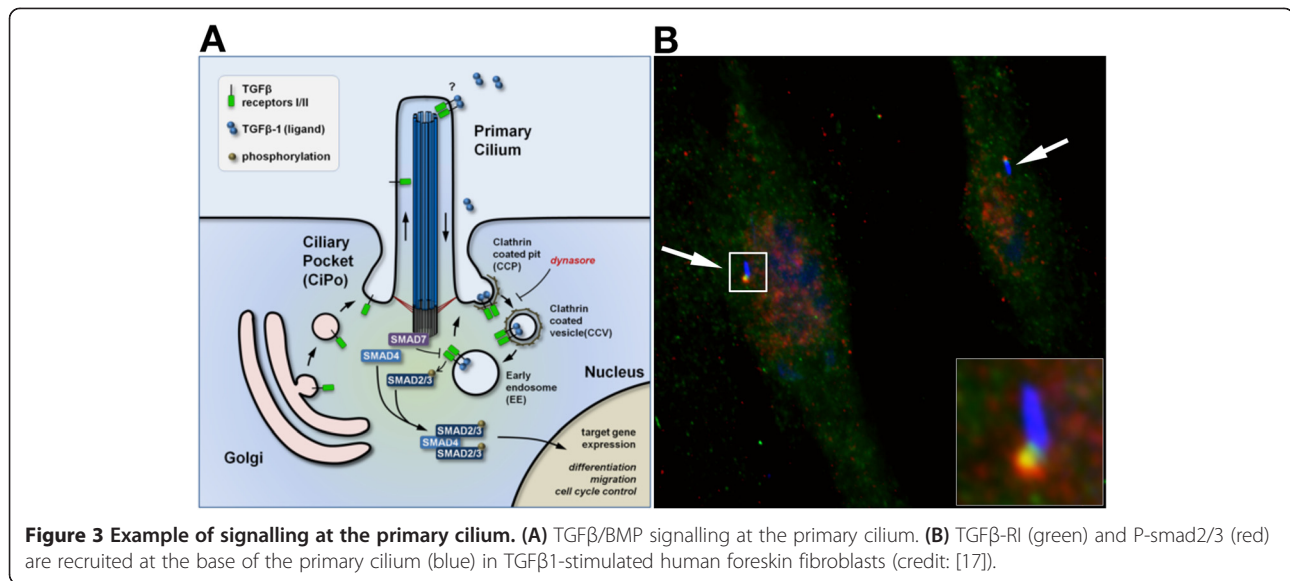 A
B
TGFβ
receptors I/II
TGFβ-1 (ligand)
phosphorylation
?
Primary
Cilium
Ciliary
Pocket
(CiPo)
Clathrin
coated pit
(CCP)
dynasore
Clathrin
coated
vesicle(CCV)
SMAD7
SMAD4
SMAD2/3
Early
endosome
(EE)
Nucleus
SMAD2/3
SMAD4
SMAD2/3
target gene
expression
differentiation
migration
cell cycle control
Golgi
Figure 3 Example of signalling at the primary cilium. (A) TGFβ/BMP signalling at the primary cilium. (B) TGFβ-RI (green) and P-smad2/3 (red)
are recruited at the base of the primary cilium (blue) in TGFβ1-stimulated human foreskin fibroblasts (credit: [17]).